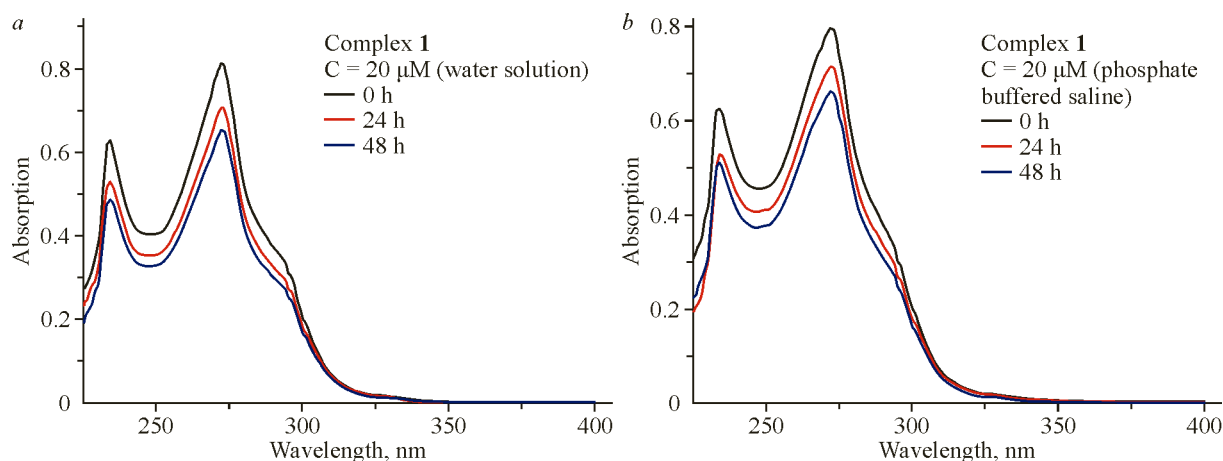 a
Complex 1
C = 20 μM (water solution)
0 h
24 h
48 h
0.8
0.6
0.4
0.2
0
Absorption
250
300
350
400
Wavelength, nm
b
Complex 1
C = 20 μM (phosphate
buffered saline)
0 h
24 h
48 h
0.8
0.6
0.4
0.2
0
Absorption
250
300
350
400
Wavelength, nm